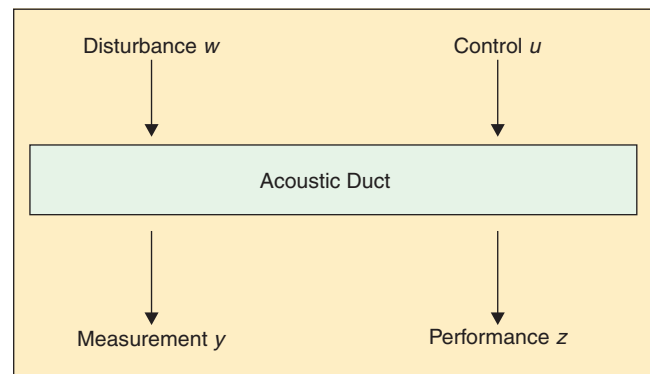 Disturbance w
Control u
Acoustic Duct
Measurement y
Performance z